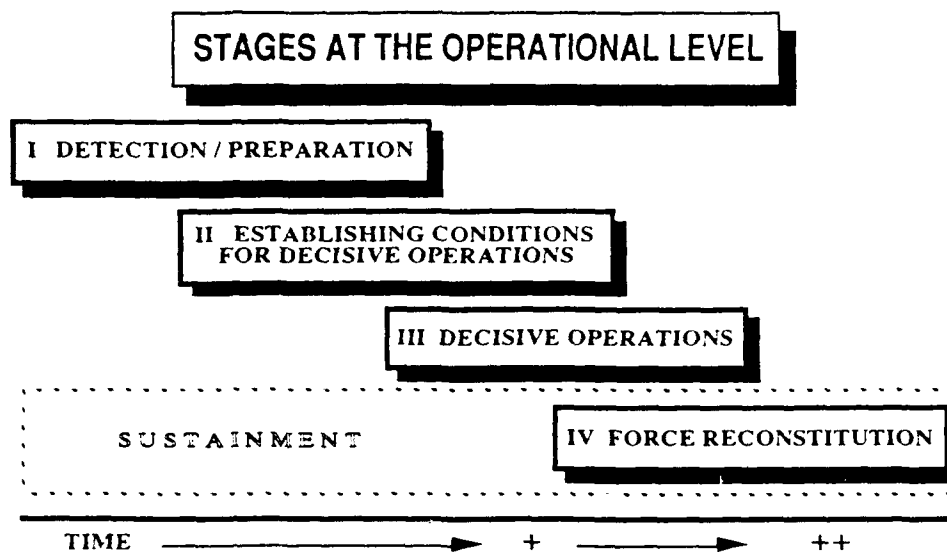 STAGES AT THE OPERATIONAL LEVEL
I DETECTION / PREPARATION
II ESTABLISHING CONDITIONS
FOR DECISIVE OPERATIONS
III DECISIVE OPERATIONS
SUSTAINMENT
IV FORCE RECONSTITUTION
TIME + ++